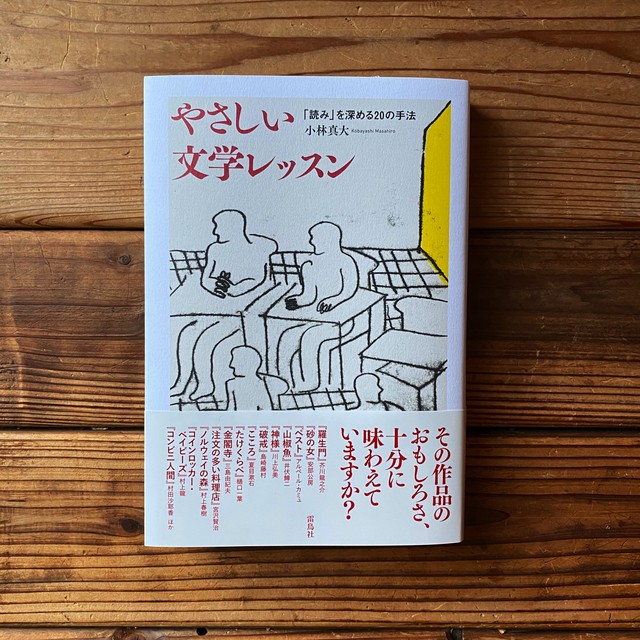 やさしい
文学レッスン
「読み」を深める20の手法
小林真大 Kobayashi Masahiro
その作品の
おもしろさ、
十分に
味わえて
いますか?
『羅生門』芥川龍之介
『砂の女』安部公房
『ペスト』アルベール・カミュ
『山椒魚』井伏鱒二
『神様』川上弘美
『破戒』島崎藤村
『こころ』夏目漱石
『たけくらべ』樋口一葉
『金閣寺』三島由紀夫
『注文の多い料理店』宮沢賢治
『ノルウェイの森』村上春樹
『コインロッカー・
ベイビーズ』村上龍
『コンビニ人間』村田沙耶香 ほか
雷鳥社